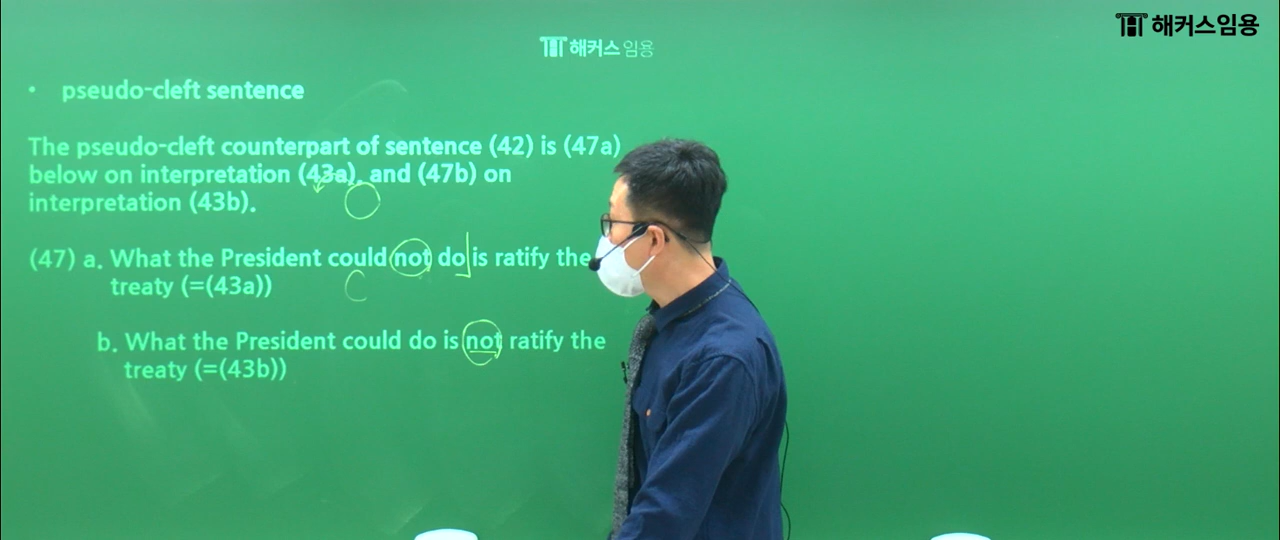 해커스임용
해커스임용
• pseudo-cleft sentence
The pseudo-cleft counterpart of sentence (42) is (47a)
below on interpretation (43a), and (47b) on
interpretation (43b).
(47) a. What the President could not do is ratify the
treaty (=(43a))
b. What the President could do is not ratify the
treaty (=(43b))